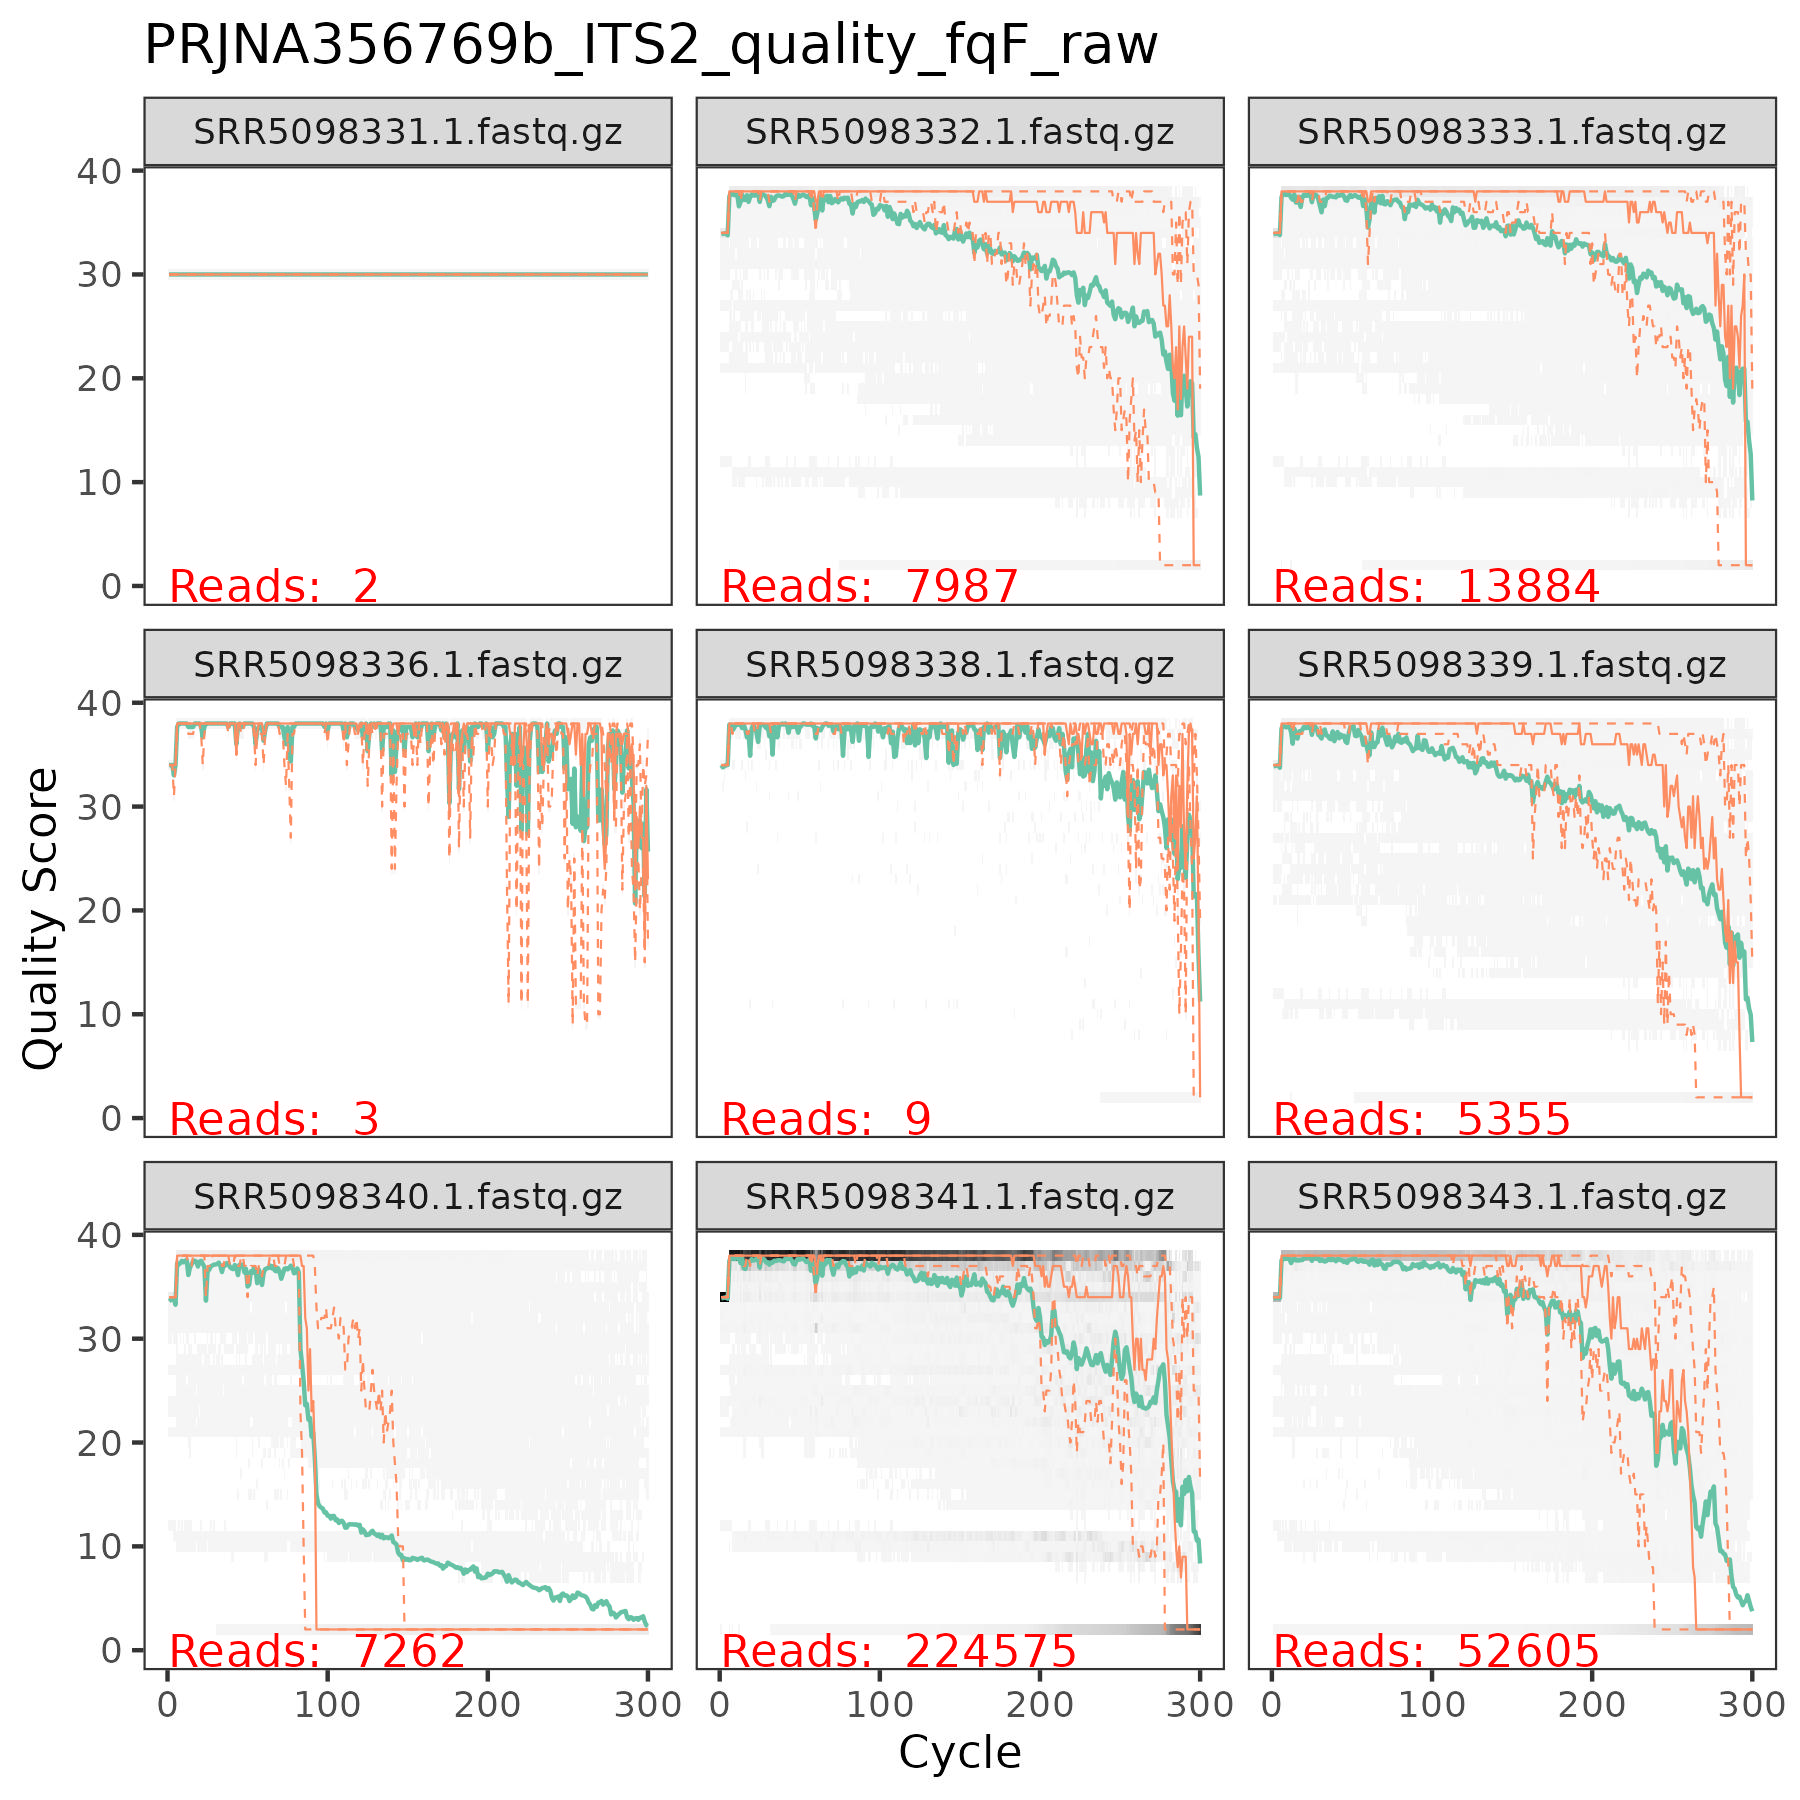 PRJNA356769b_ITS2_quality_fqF_raw
SRR5098331.1.fastq.gz
SRR5098332.1.fastq.gz
SRR5098333.1.fastq.gz
40
30
20
10
0
Reads: 2
Reads: 7987
Reads: 13884
SRR5098336.1.fastq.gz
SRR5098338.1.fastq.gz
SRR5098339.1.fastq.gz
40
30
20
10
0
Quality Score
Reads: 3
Reads: 9
Reads: 5355
SRR5098340.1.fastq.gz
SRR5098341.1.fastq.gz
SRR5098343.1.fastq.gz
40
30
20
10
0
Reads: 7262
Reads: 224575
Reads: 52605
0 100 200 300
0 100 200 300
0 100 200 300
Cycle